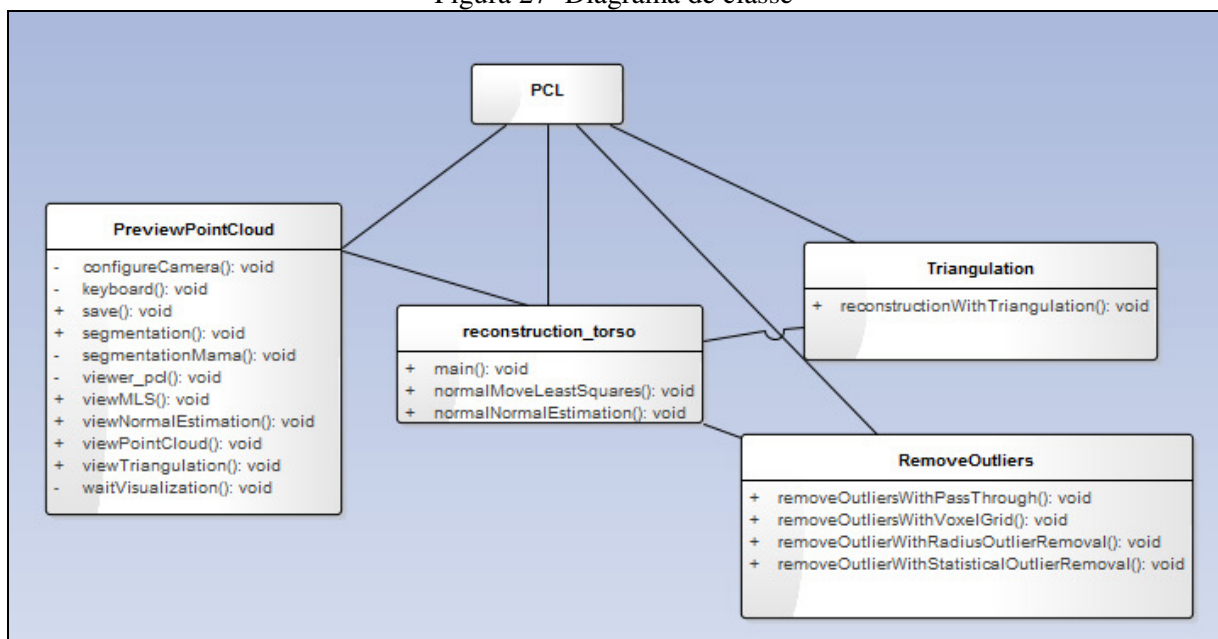 Figura 27- Diagrama de classe
PCL
PreviewPointCloud
- configureCamera(): void
- keyboard(): void
+ save(): void
+ segmentation(): void
- segmentationMama(): void
- viewer_pcl(): void
+ viewMLS(): void
+ viewNormalEstimation(): void
+ viewPointCloud(): void
+ viewTriangulation(): void
- waitVisualization(): void
reconstruction_torso
+ main(): void
+ normalMoveLeastSquares(): void
+ normalNormalEstimation(): void
Triangulation
+ reconstructionWithTriangulation(): void
RemoveOutliers
+ removeOutliersWithPassThrough(): void
+ removeOutliersWithVoxelGrid(): void
+ removeOutlierWithRadiusOutlierRemoval(): void
+ removeOutlierWithStatisticalOutlierRemoval(): void